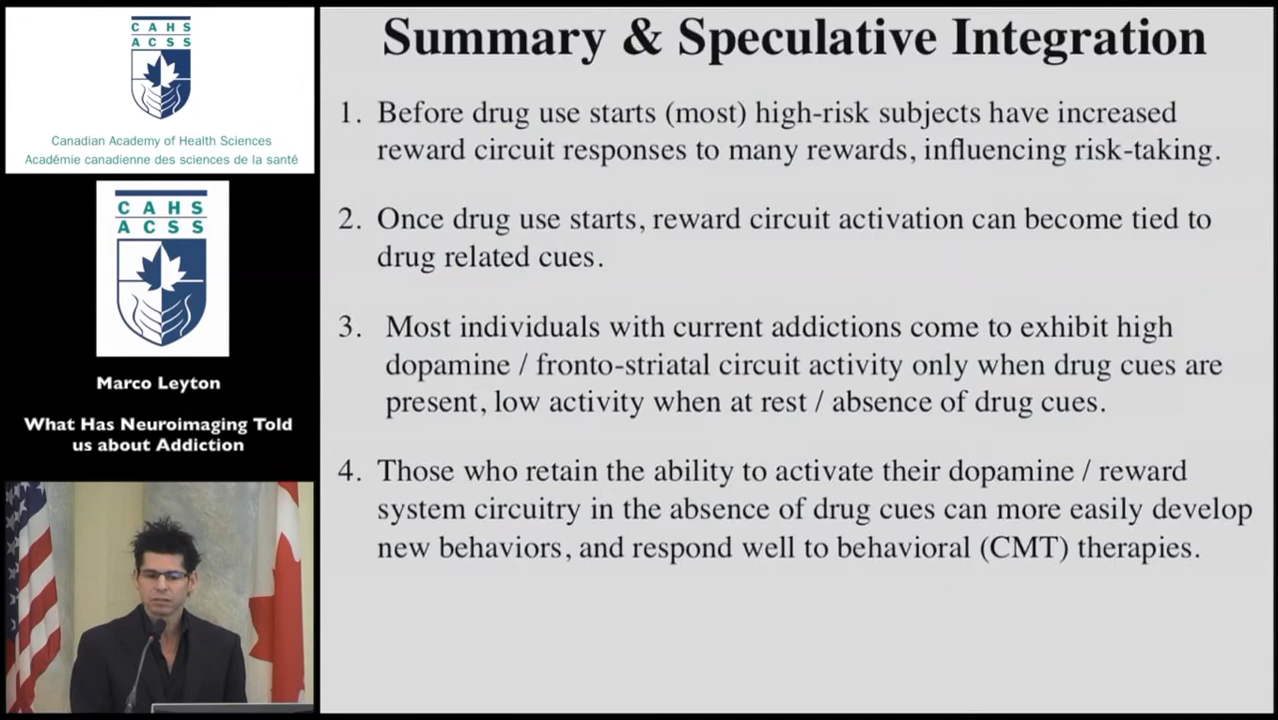 C A H S
A C S S
Canadian Academy of Health Sciences
Académie canadienne des sciences de la santé
C A H S
A C S S
Marco Leyton
What Has Neuroimaging Told
us about Addiction
Summary & Speculative Integration
1. Before drug use starts (most) high-risk subjects have increased
reward circuit responses to many rewards, influencing risk-taking.
2. Once drug use starts, reward circuit activation can become tied to
drug related cues.
3. Most individuals with current addictions come to exhibit high
dopamine / fronto-striatal circuit activity only when drug cues are
present, low activity when at rest / absence of drug cues.
4. Those who retain the ability to activate their dopamine / reward
system circuitry in the absence of drug cues can more easily develop
new behaviors, and respond well to behavioral (CMT) therapies.